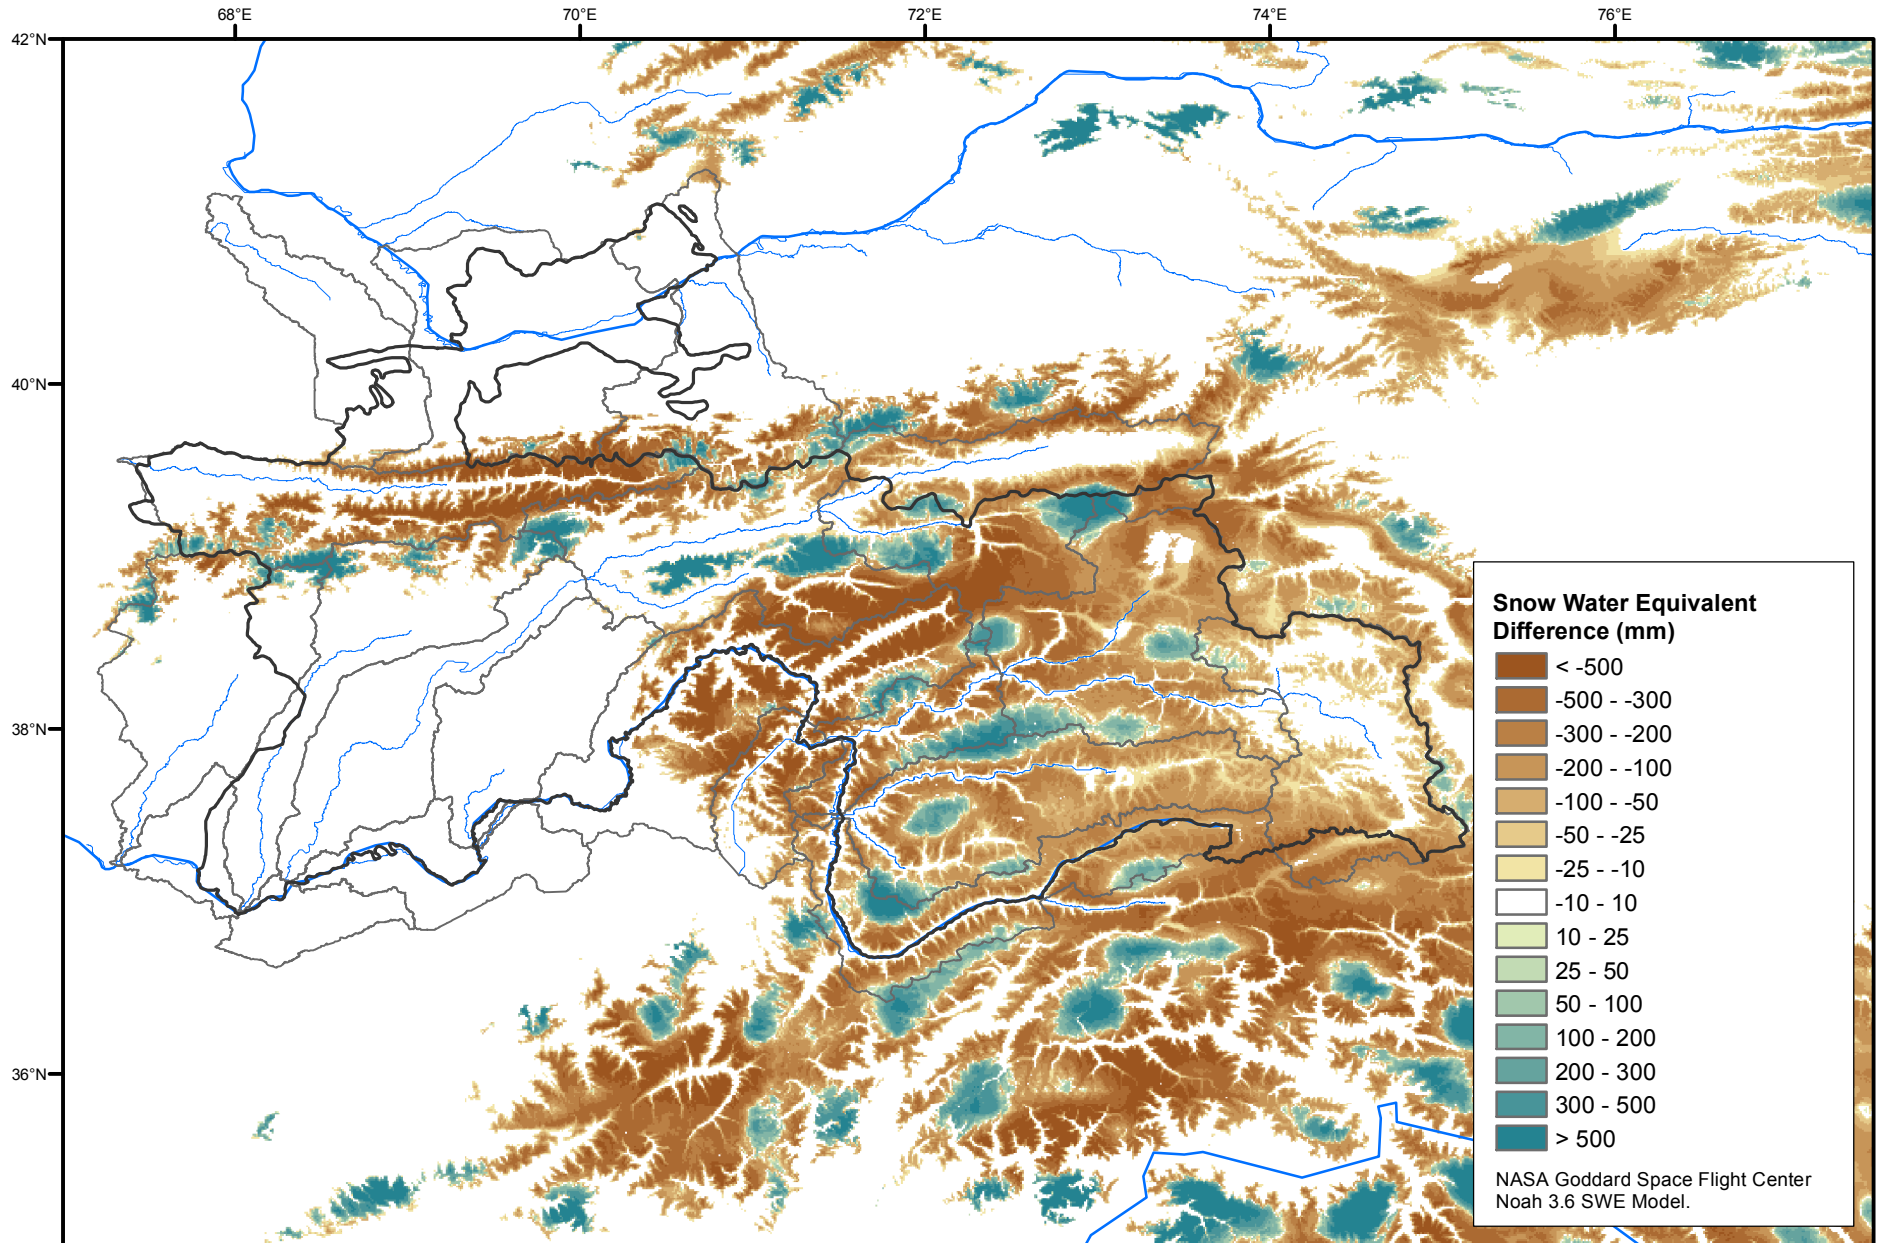 68°E 70°E 72°E 74°E 76°E
42°N
40°N
38°N
36°N
Snow Water Equivalent
Difference (mm)
< -500
-500 - -300
-300 - -200
-200 - -100
-100 - -50
-50 - -25
-25 - -10
-10 - 10
10 - 25
25 - 50
50 - 100
100 - 200
200 - 300
300 - 500
> 500
NASA Goddard Space Flight Center
Noah 3.6 SWE Model.